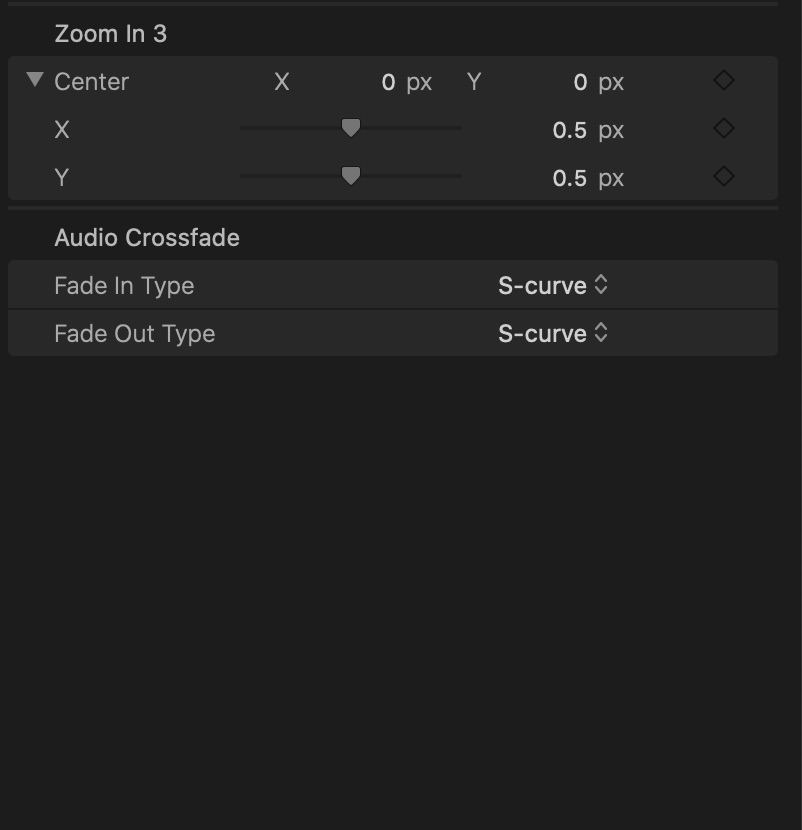 Zoom In 3
Center X 0 px Y 0 px
X 0.5 px
Y 0.5 px
Audio Crossfade
Fade In Type S-curve
Fade Out Type S-curve